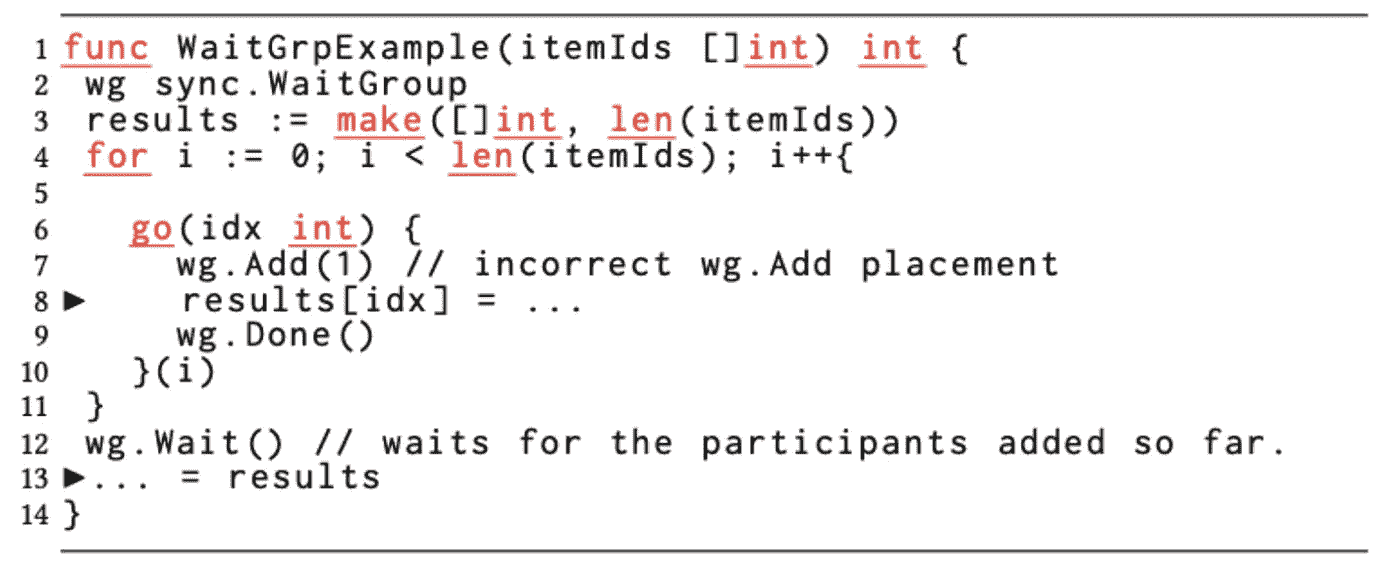 1 func WaitGrpExample(itemIds []int) int {
2 wg sync.WaitGroup
3 results := make([]int, len(itemIds))
4 for i := 0; i < len(itemIds); i++{
5
6 go(idx int) {
7 wg.Add(1) // incorrect wg.Add placement
8 ▶ results[idx] = ...
9 wg.Done()
10 }(i)
11 }
12 wg.Wait() // waits for the participants added so far.
13 ▶... = results
14 }